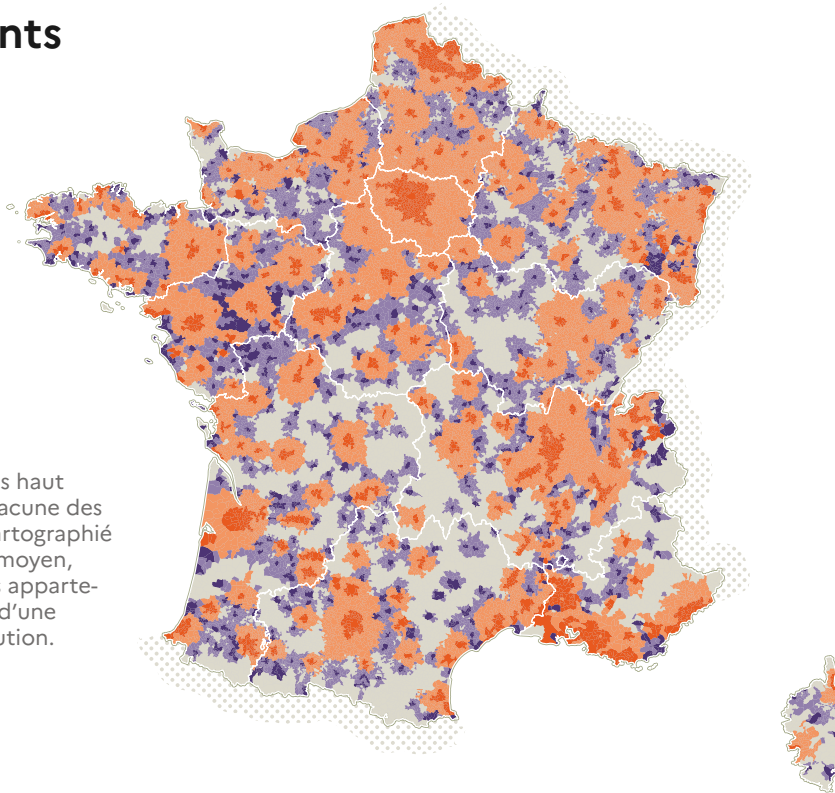 nts
s haut
acune des
artographié
moyen,
s apparte-
d'une
ution.